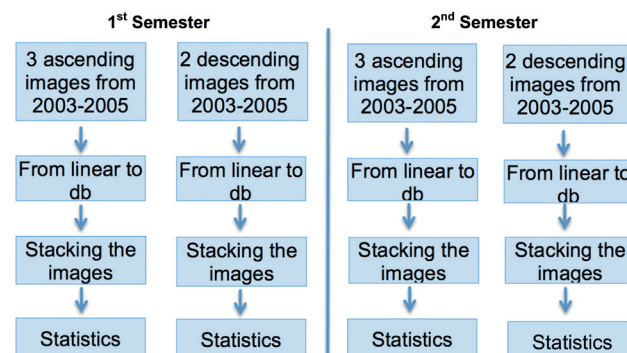 1st Semester
3 ascending
images from
2003-2005
From linear to
db
Stacking the
images
Statistics
2 descending
images from
2003-2005
From linear to
db
Stacking the
images
Statistics
2nd Semester
3 ascending
images from
2003-2005
From linear to
db
Stacking the
images
Statistics
2 descending
images from
2003-2005
From linear to
db
Stacking the
images
Statistics